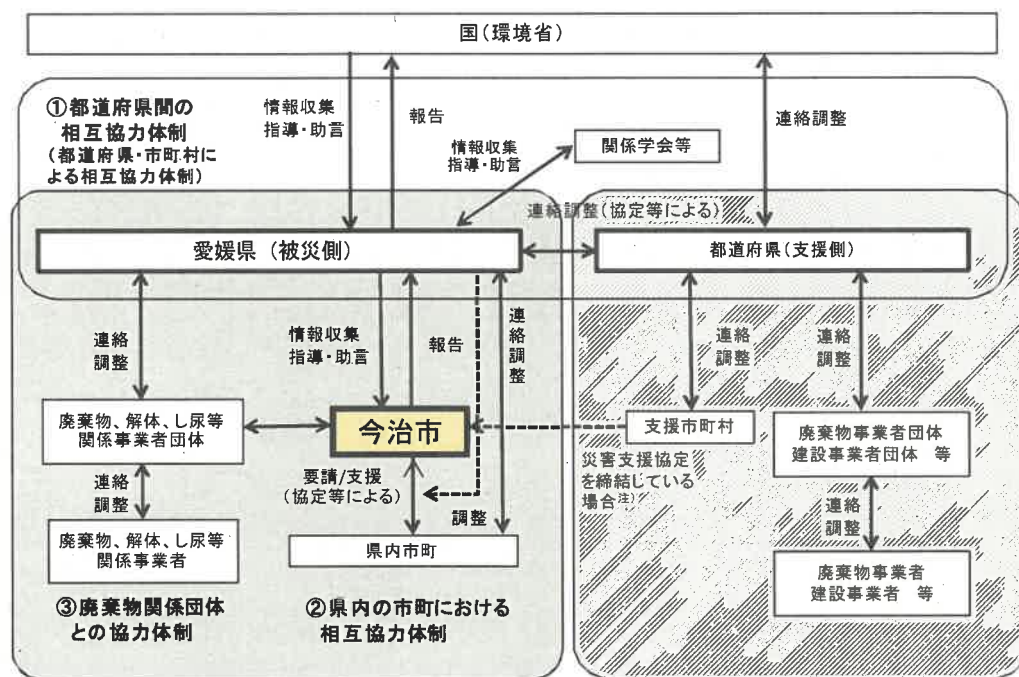 国(環境省)
①都道府県間の
相互協力体制
(都道府県・市町村に
よる相互協力体制)
情報収集
指導・助言
報告
情報収集
指導・助言
関係学会等
連絡調整
連絡調整(協定等による)
愛媛県(被災側)
都道府県(支援側)
連絡
調整
情報収集
指導・助言
報告
連絡調整
連絡
調整
連絡
調整
廃棄物、解体、し尿等
関係事業者団体
今治市
支援市町村
廃棄物事業者団体
建設事業者団体 等
連絡
調整
要請/支援
(協定等による)
調整
災害支援協定
を締結している
場合注)
連絡
調整
廃棄物、解体、し尿等
関係事業者
県内市町
廃棄物事業者
建設事業者 等
③廃棄物関係団体
との協力体制
②県内の市町における
相互協力体制